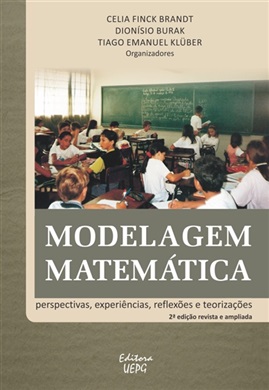 CELIA FINCK BRANDT
DIONÍSIO BURAK
TIAGO EMANUEL KLÜBER
Organizadores
MODELAGEM
MATEMÁTICA
perspectivas, experiências, reflexões e teorizações
2ª edição revista e ampliada
Editora
UEPG